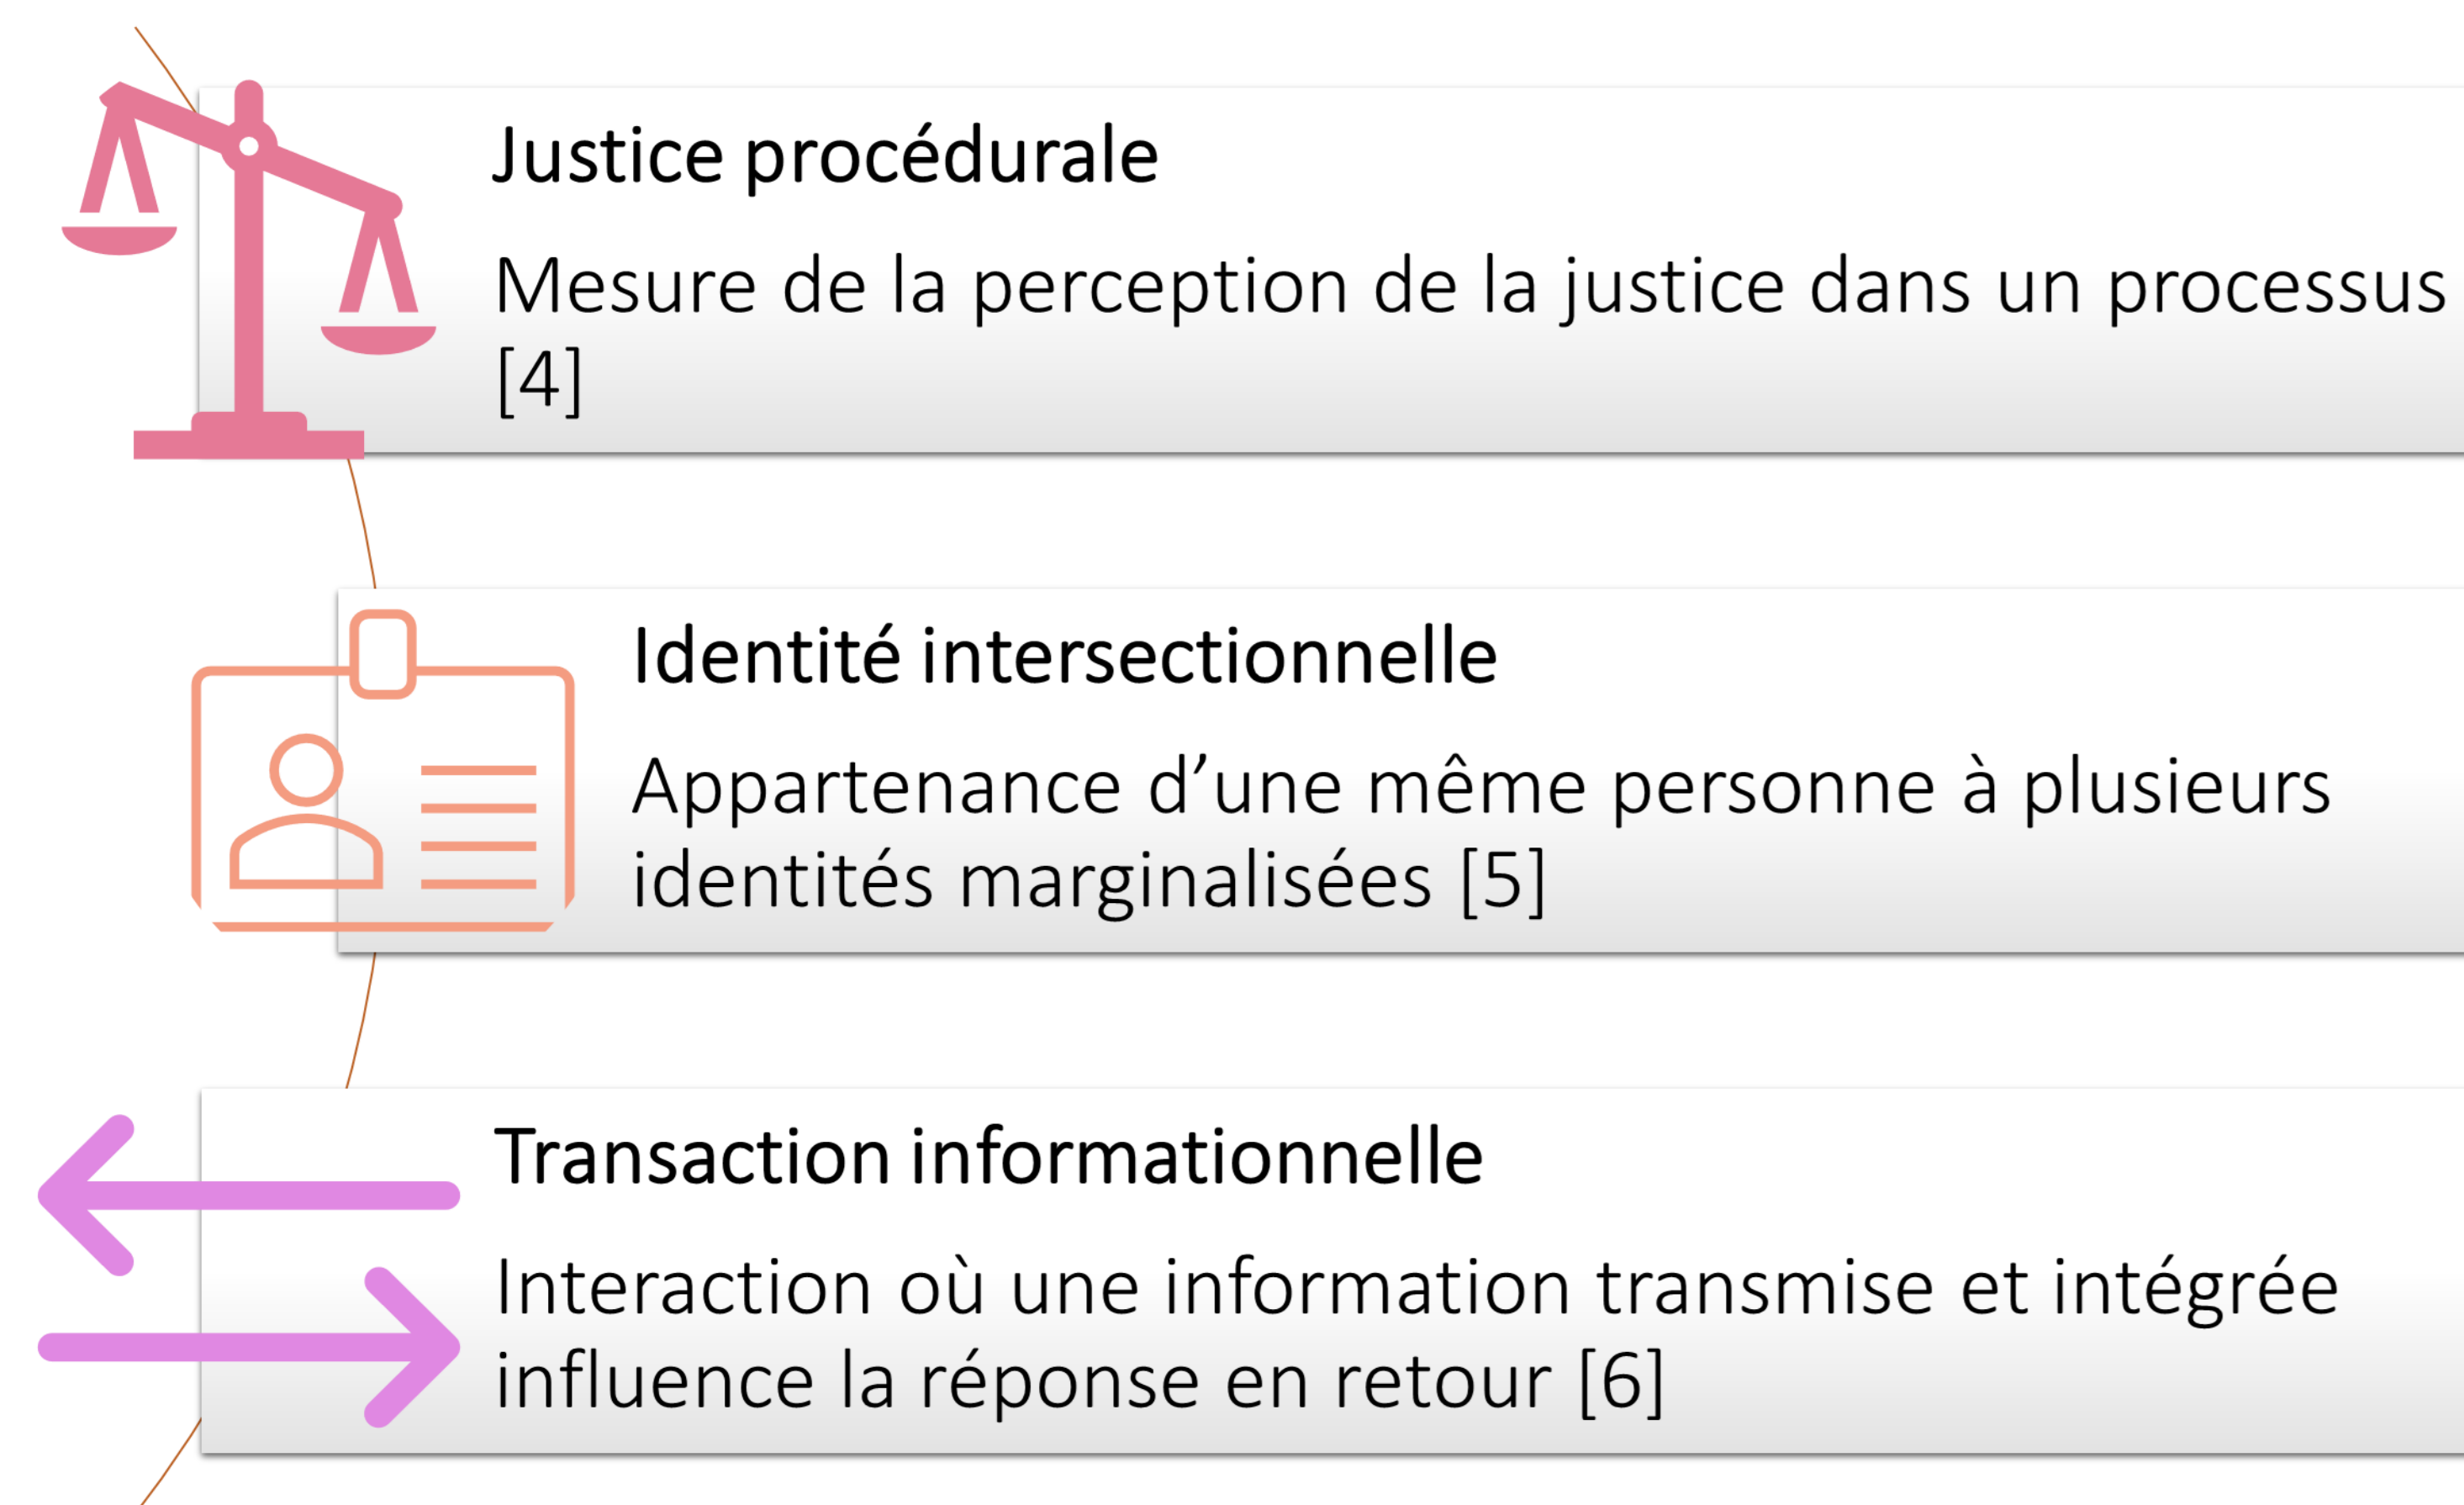 Justice procédurale
Mesure de la perception de la justice dans un processus
[4]
Identité intersectionnelle
Appartenance d’une même personne à plusieurs
identités marginalisées [5]
Transaction informationnelle
Interaction où une information transmise et intégrée
influence la réponse en retour [6]